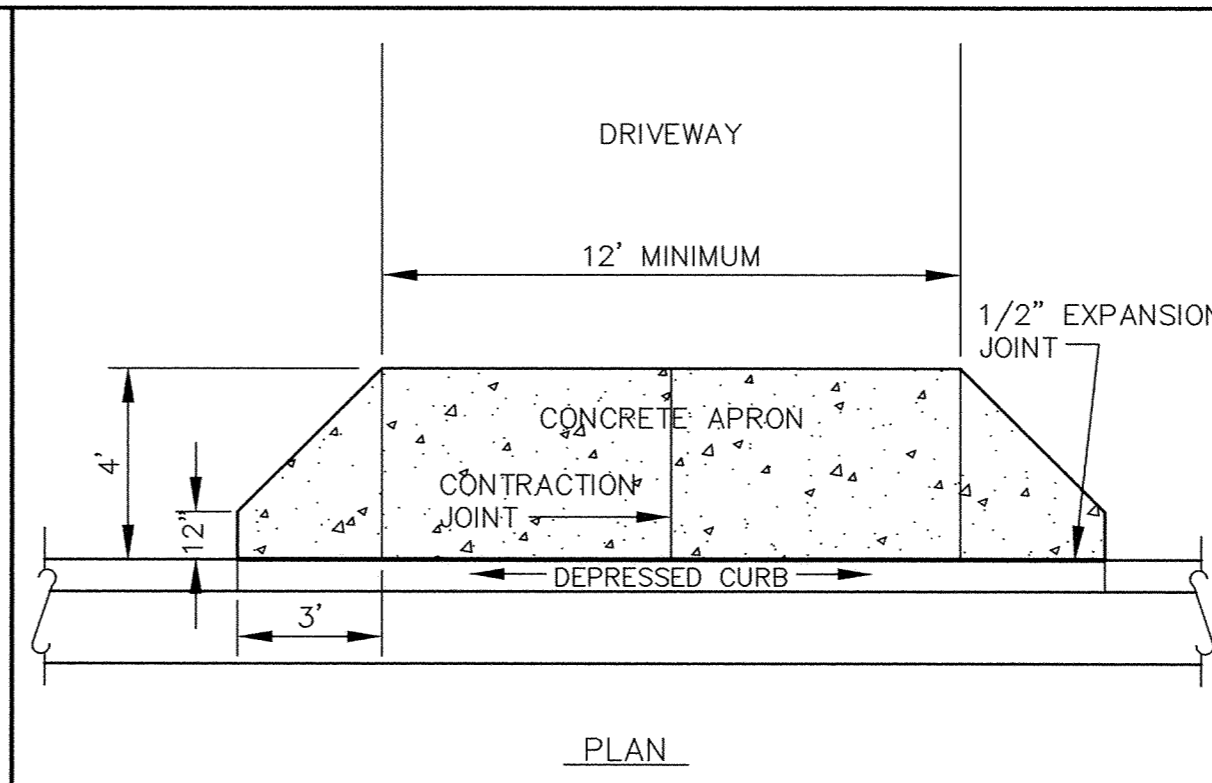 DRIVEWAY
12' MINIMUM
1/2" EXPANSION
JOINT
CONCRETE APRON
4'
CONTRACTION
JOINT
12"
DEPRESSED CURB
3'
PLAN